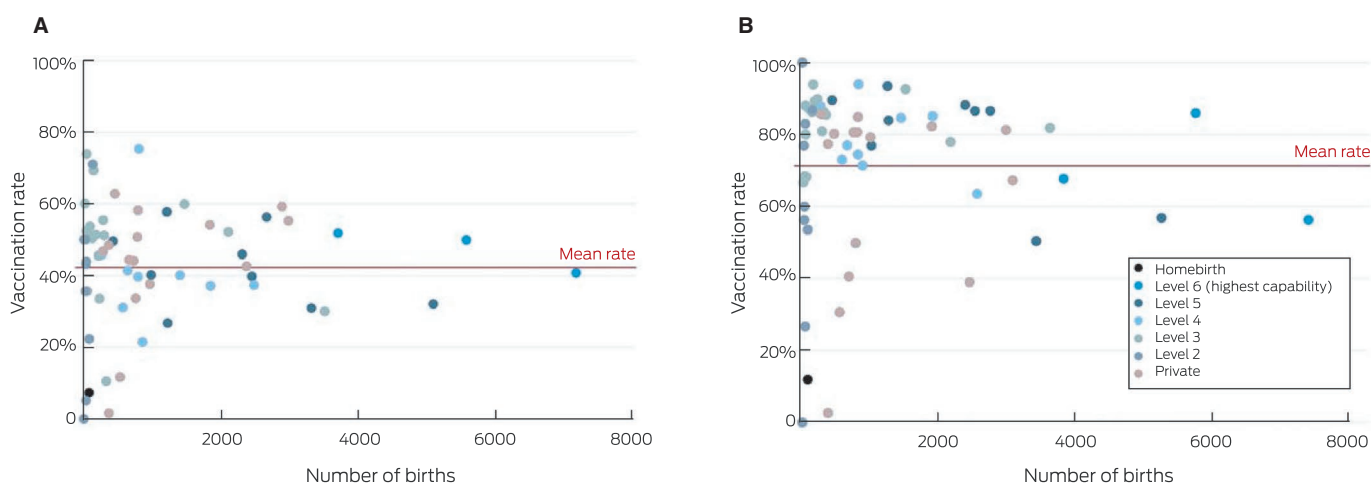 A
100%
80%
60%
40%
20%
0
Vaccination rate
Mean rate
2000
4000
6000
8000
Number of births
B
100%
80%
60%
40%
20%
0
Vaccination rate
Mean rate
Homebirth
Level 6 (highest capability)
Level 5
Level 4
Level 3
Level 2
Private
2000
4000
6000
8000
Number of births